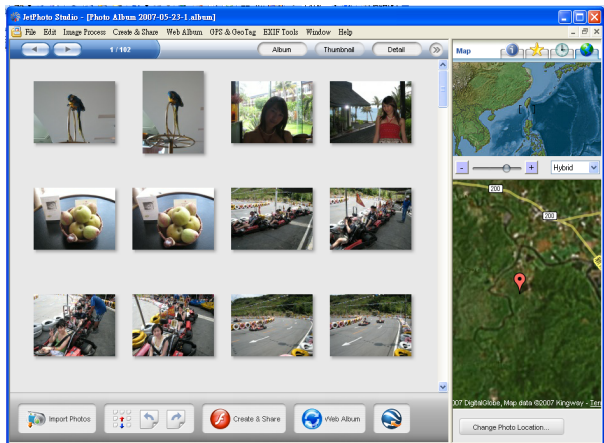 JetPhoto Studio - [Photo Album 2007-05-23-1.album]
File Edit Image Process Create & Share Web Album GPS & GeoTag EXIF Tools Window Help
1 / 102 Album Thumbnail Detail
Map
- + Hybrid
200
200
007 DigitalGlobe, Map data ©2007 Kingway - Ter
Import Photos Create & Share Web Album
Change Photo Location...